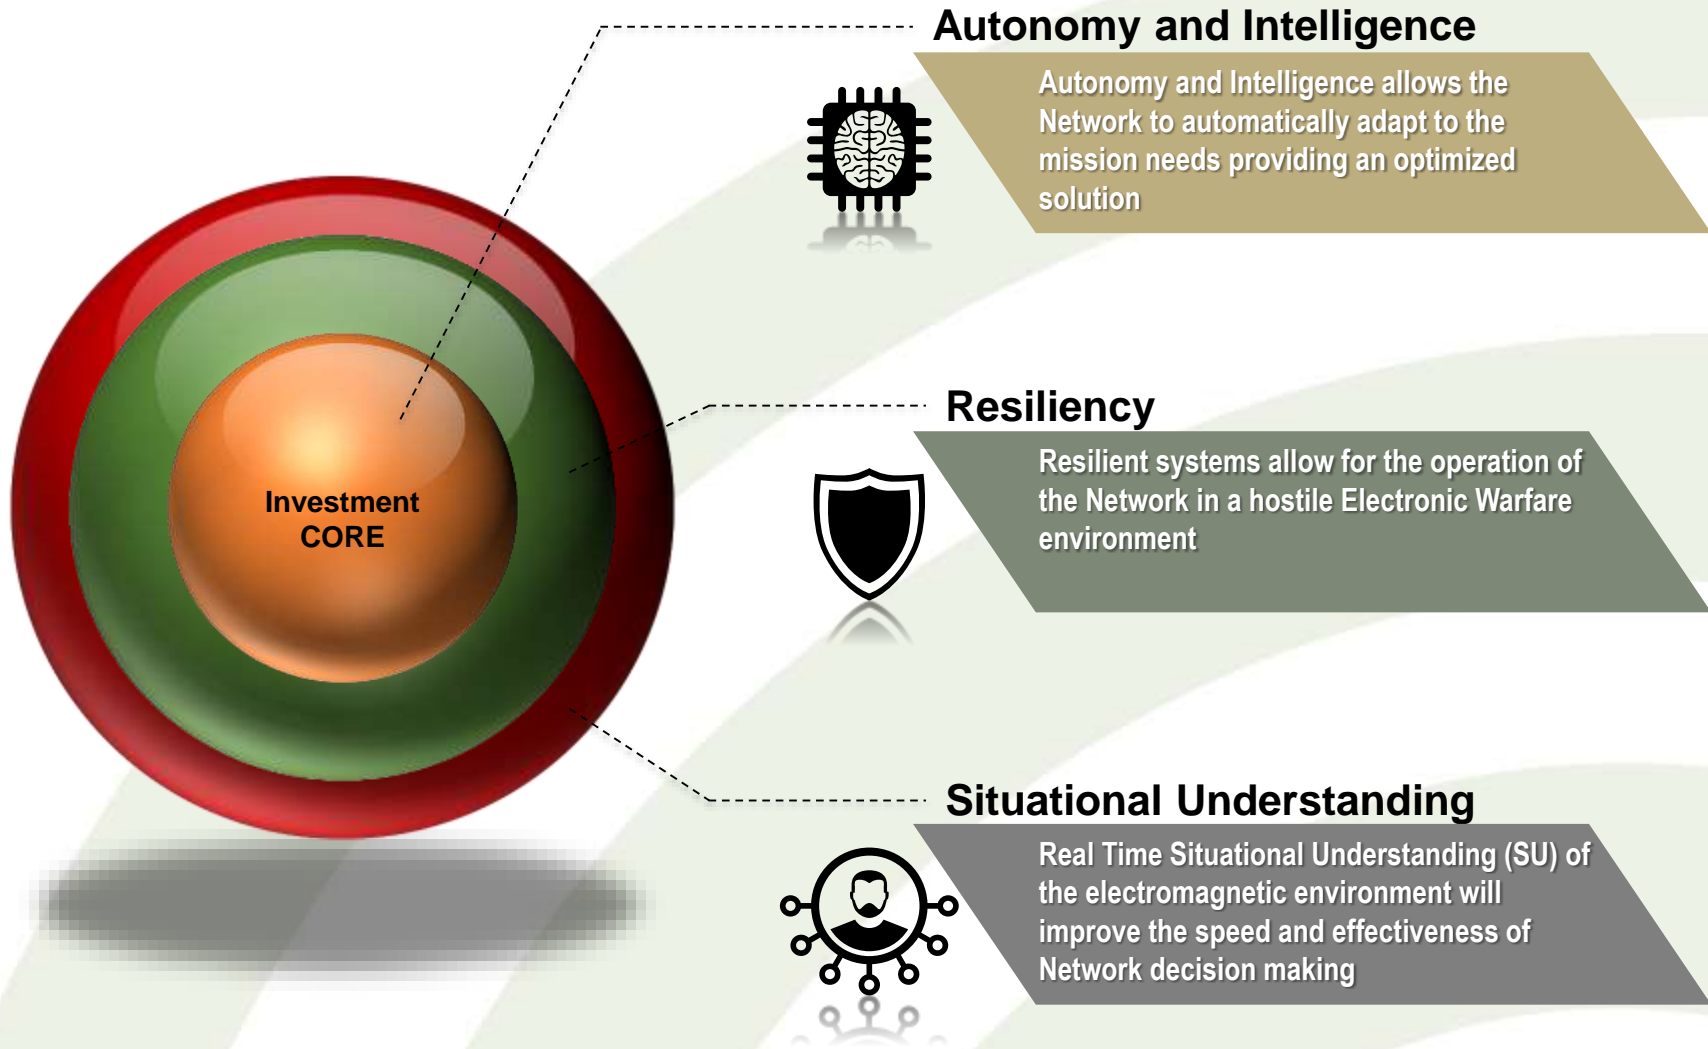 Autonomy and Intelligence
Autonomy and Intelligence allows the
Network to automatically adapt to the
mission needs providing an optimized
solution
Investment
CORE
Resiliency
Resilient systems allow for the operation of
the Network in a hostile Electronic Warfare
environment
Situational Understanding
Real Time Situational Understanding (SU) of
the electromagnetic environment will
improve the speed and effectiveness of
Network decision making